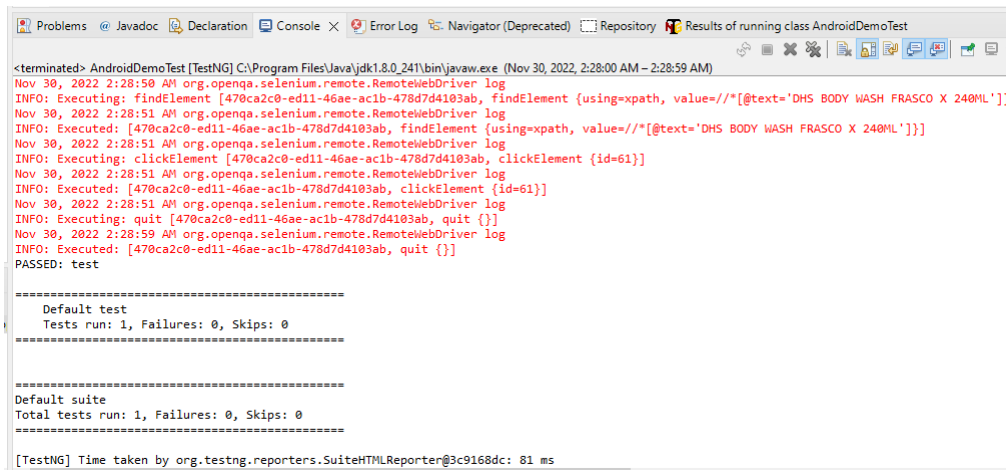 Problems @ Javadoc Declaration Console Error Log Navigator (Deprecated) Repository Results of running class AndroidDemoTest
<terminated> AndroidDemoTest [TestNG] C:\Program Files\Java\jdk1.8.0_241\bin\javaw.exe (Nov 30, 2022, 2:28:00 AM – 2:28:59 AM)
Nov 30, 2022 2:28:50 AM org.openqa.selenium.remote.RemoteWebDriver log
INFO: Executing: findElement [470ca2c0-ed11-46ae-ac1b-478d7d4103ab, findElement {using=xpath, value=//*[@text='DHS BODY WASH FRASCO X 240ML']}
Nov 30, 2022 2:28:51 AM org.openqa.selenium.remote.RemoteWebDriver log
INFO: Executed: [470ca2c0-ed11-46ae-ac1b-478d7d4103ab, findElement {using=xpath, value=//*[@text='DHS BODY WASH FRASCO X 240ML']}]
Nov 30, 2022 2:28:51 AM org.openqa.selenium.remote.RemoteWebDriver log
INFO: Executing: clickElement [470ca2c0-ed11-46ae-ac1b-478d7d4103ab, clickElement {id=61}]
Nov 30, 2022 2:28:51 AM org.openqa.selenium.remote.RemoteWebDriver log
INFO: Executed: [470ca2c0-ed11-46ae-ac1b-478d7d4103ab, clickElement {id=61}]
Nov 30, 2022 2:28:51 AM org.openqa.selenium.remote.RemoteWebDriver log
INFO: Executing: quit [470ca2c0-ed11-46ae-ac1b-478d7d4103ab, quit {}]
Nov 30, 2022 2:28:59 AM org.openqa.selenium.remote.RemoteWebDriver log
INFO: Executed: [470ca2c0-ed11-46ae-ac1b-478d7d4103ab, quit {}]
PASSED: test
===============================================
Default test
Tests run: 1, Failures: 0, Skips: 0
===============================================
===============================================
Default suite
Total tests run: 1, Failures: 0, Skips: 0
===============================================
[TestNG] Time taken by org.testng.reporters.SuiteHTMLReporter@3c9168dc: 81 ms